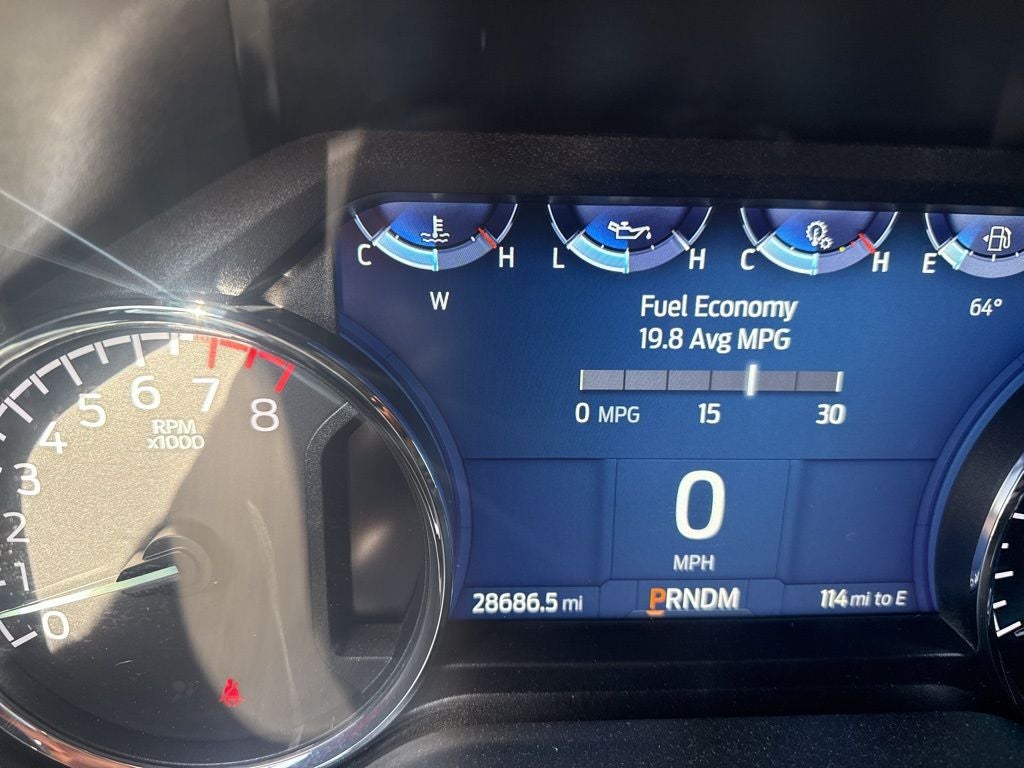 C H
L H
C H
E
W
64°
Fuel Economy
19.8 Avg MPG
0 MPG 15 30
0
MPH
28686.5 mi
PRNDM
114 mi to E
0
1
2
3
4
5
6
7
8
RPM
x1000